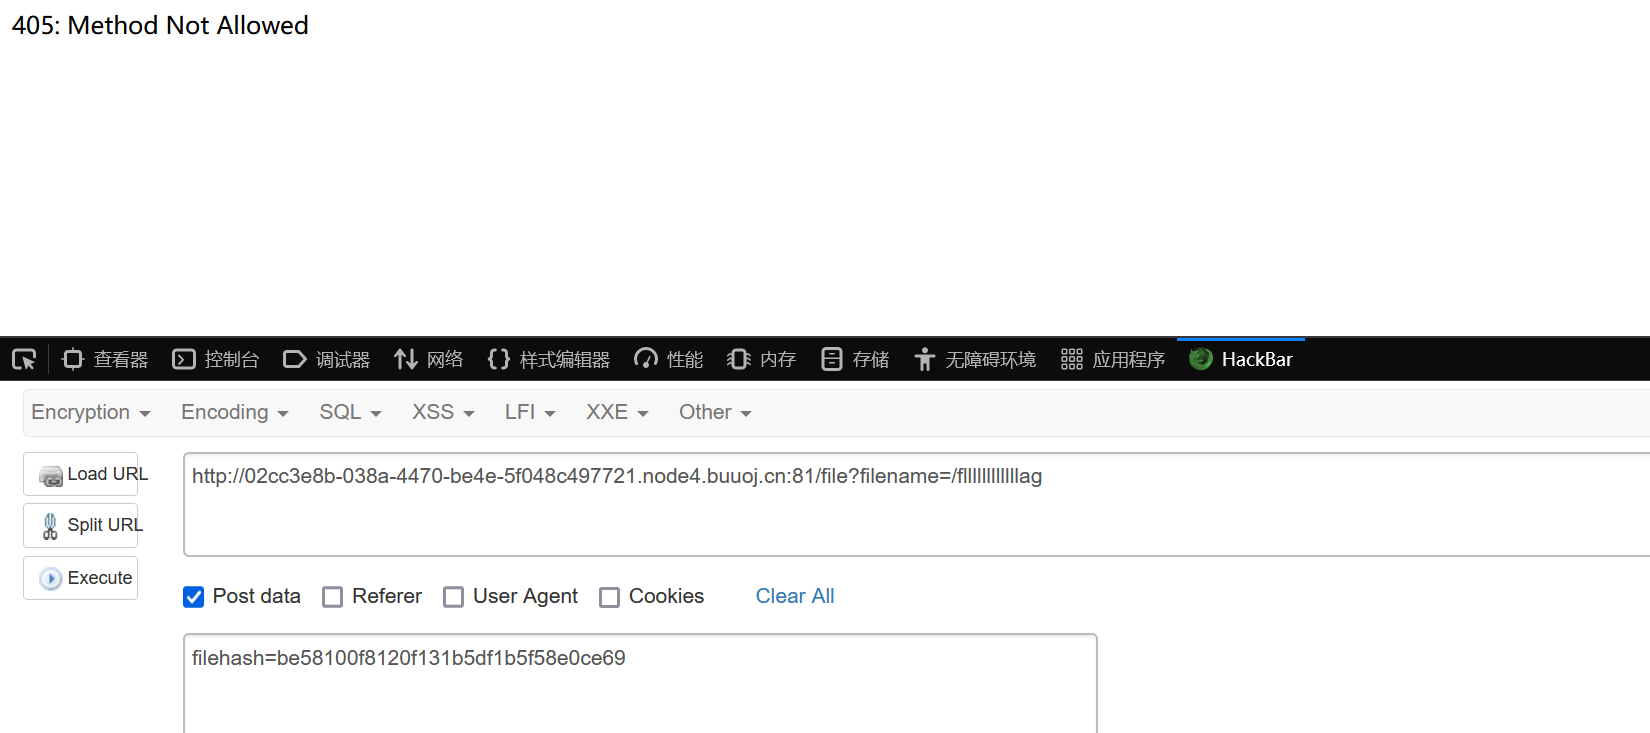 405: Method Not Allowed
查看器 控制台 调试器 网络 样式编辑器 性能 内存 存储 无障碍环境 应用程序 HackBar
Encryption Encoding SQL XSS LFI XXE Other
Load URL
http://02cc3e8b-038a-4470-be4e-5f048c497721.node4.buuoj.cn:81/file?filename=/fllllllllllllag
Split URL
Execute
Post data Referer User Agent Cookies Clear All
filehash=be58100f8120f131b5df1b5f58e0ce69